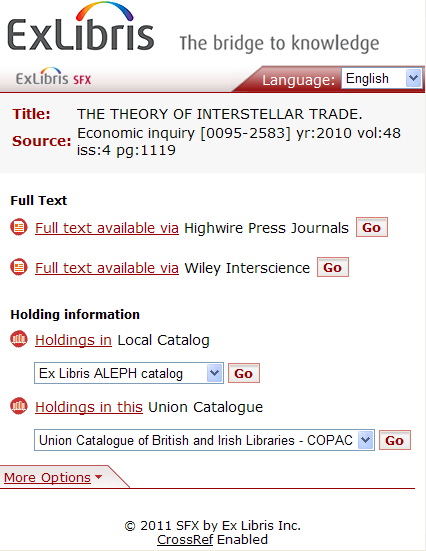 ExLibris The bridge to knowledge
ExLibris SFX Language: English
Title: THE THEORY OF INTERSTELLAR TRADE.
Source: Economic inquiry [0095-2583] yr:2010 vol:48
iss:4 pg:1119
Full Text
Full text available via Highwire Press Journals Go
Full text available via Wiley Interscience Go
Holding information
Holdings in Local Catalog
Ex Libris ALEPH catalog Go
Holdings in this Union Catalogue
Union Catalogue of British and Irish Libraries - COPAC Go
More Options
© 2011 SFX by Ex Libris Inc.
CrossRef Enabled